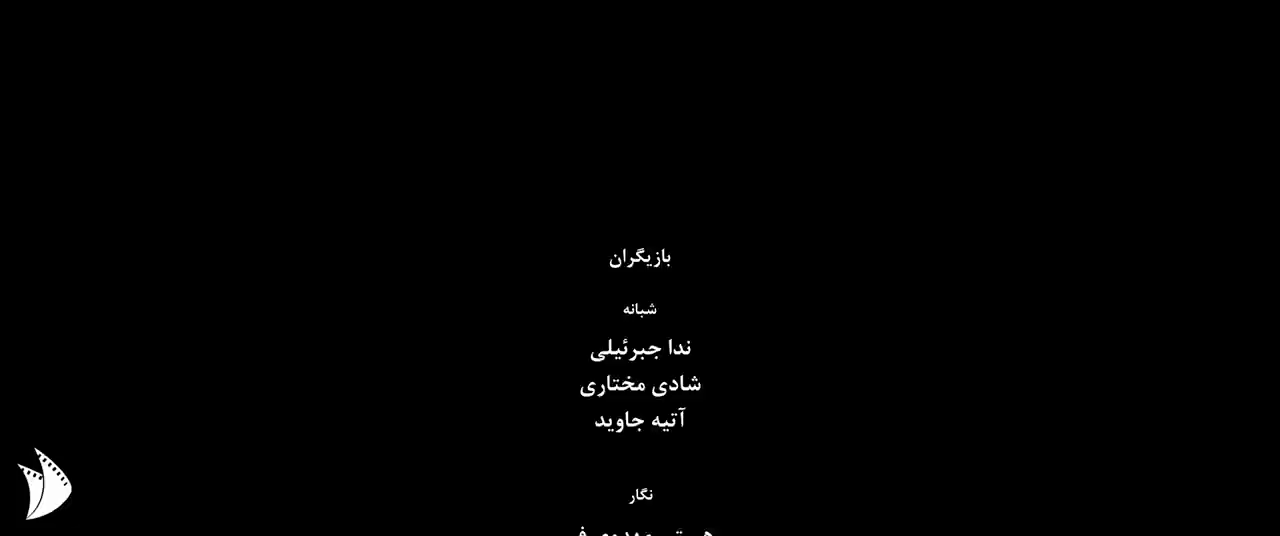 بازیگران
شبانه
ندا جبرئیلی
شادی مختاری
آتیه جاوید
نگار